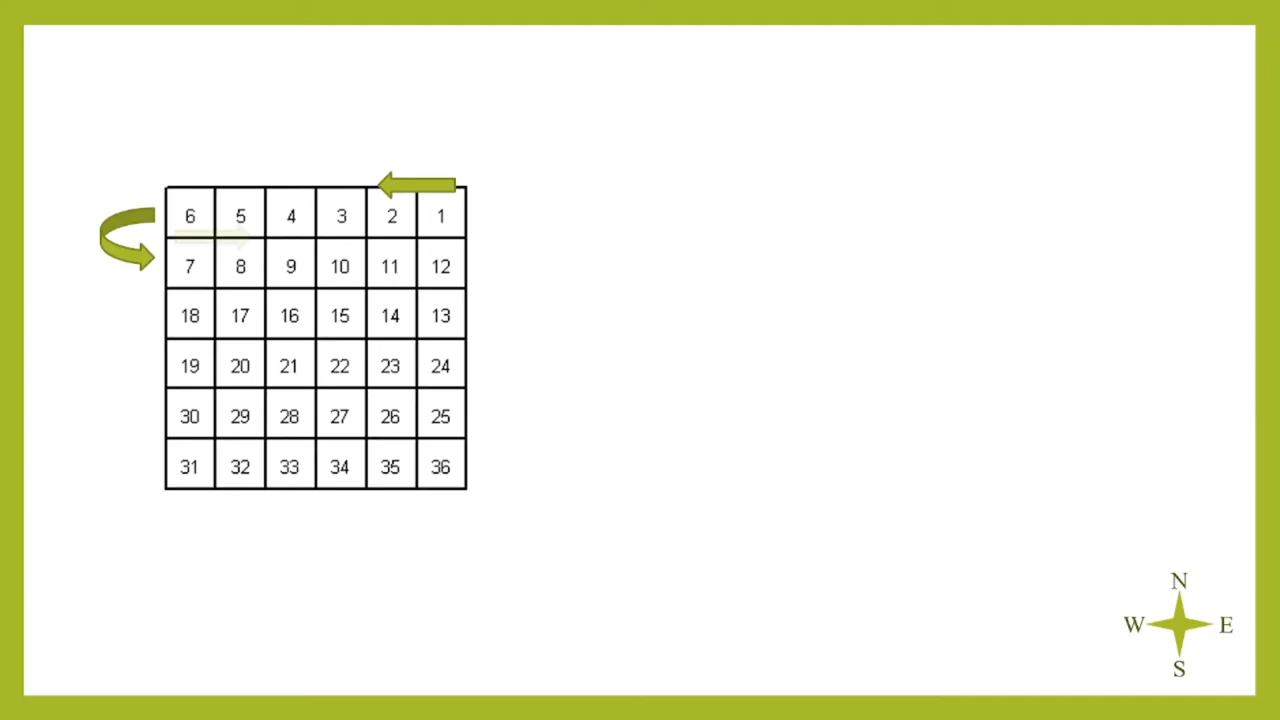 6 5 4 3 2 1
7 8 9 10 11 12
18 17 16 15 14 13
19 20 21 22 23 24
30 29 28 27 26 25
31 32 33 34 35 36
N
W E
S